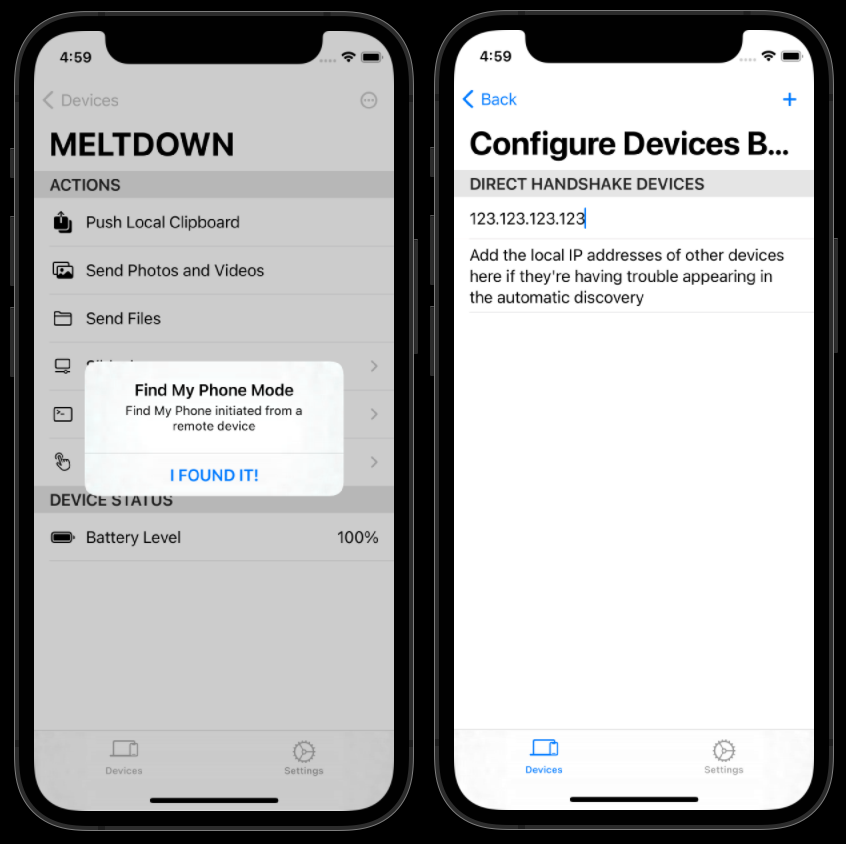 4:59
Devices
MELTDOWN
ACTIONS
Push Local Clipboard
Send Photos and Videos
Send Files
Find My Phone Mode
Find My Phone initiated from a
remote device
I FOUND IT!
DEVICE STATUS
Battery Level 100%
Devices Settings
4:59
Back +
Configure Devices B...
DIRECT HANDSHAKE DEVICES
123.123.123.123
Add the local IP addresses of other devices
here if they're having trouble appearing in
the automatic discovery
Devices Settings